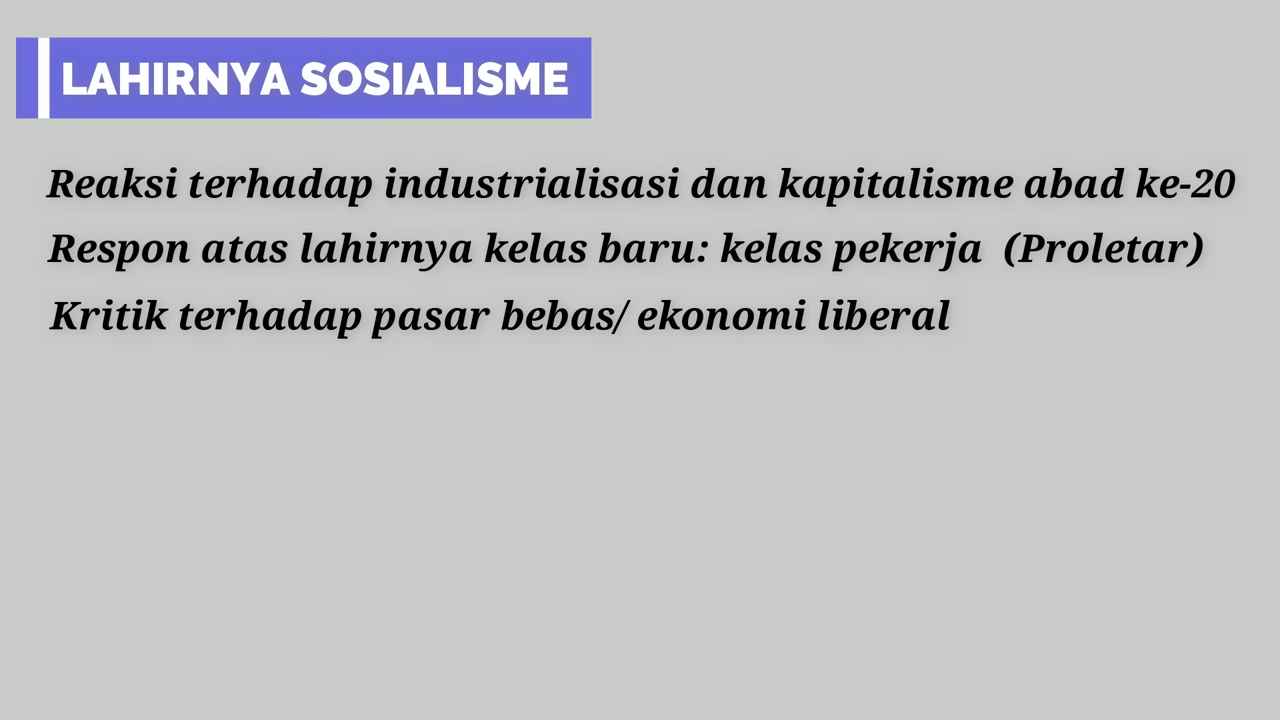 LAHIRNYA SOSIALISME
Reaksi terhadap industrialisasi dan kapitalisme abad ke-20
Respon atas lahirnya kelas baru: kelas pekerja (Proletar)
Kritik terhadap pasar bebas/ ekonomi liberal